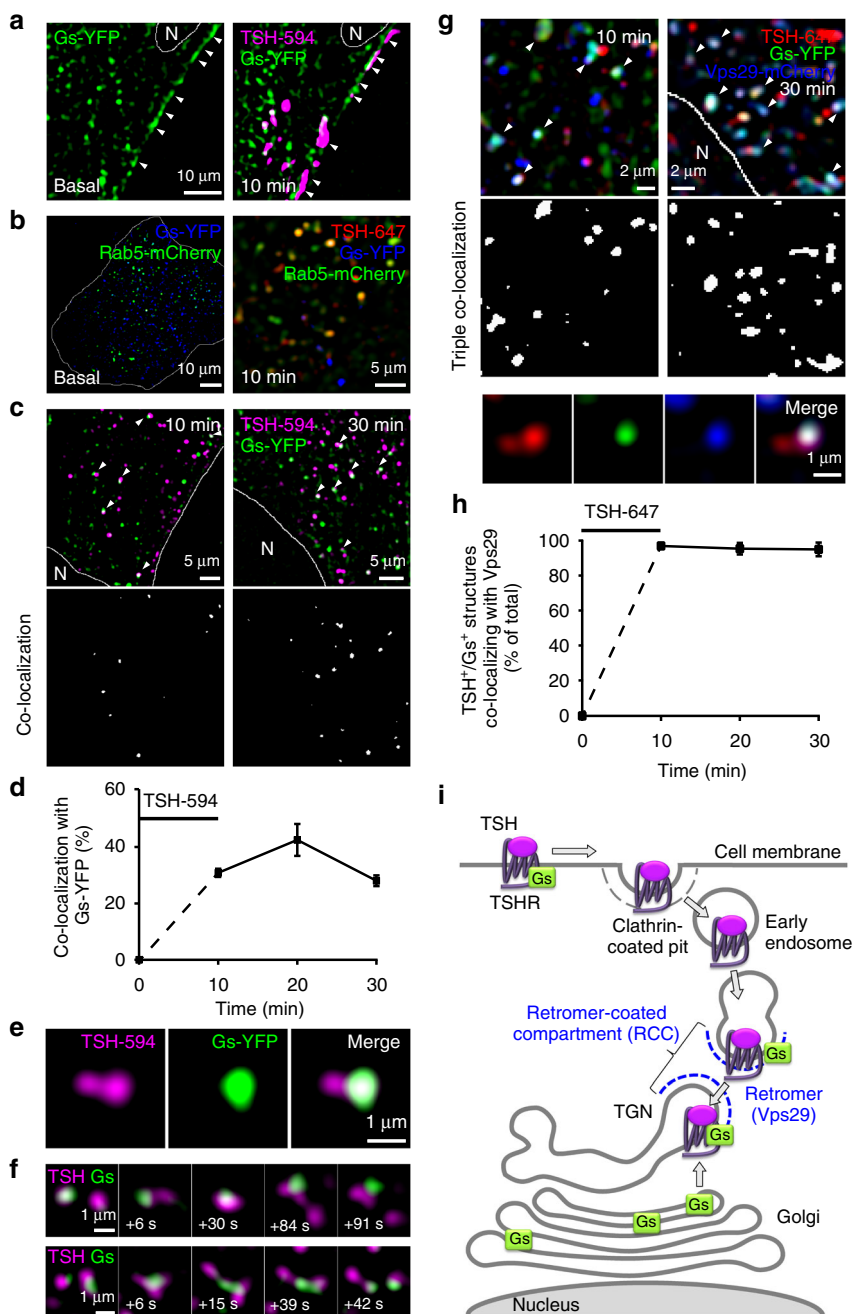 a
Gs-YFP
N
Basal
10 μm
TSH-594
Gs-YFP
N
10 min
10 μm
b
Gs-YFP
Rab5-mCherry
Basal
10 μm
TSH-647
Gs-YFP
Rab5-mCherry
10 min
5 μm
c
10 min
N
5 μm
TSH-594
Gs-YFP
30 min
N
5 μm
Co-localization
d
Co-localization with
Gs-YFP (%)
60
40
20
0
TSH-594
0
10
20
30
Time (min)
e
TSH-594
Gs-YFP
Merge
1 μm
f
TSH Gs
1 μm
+6 s
+30 s
+84 s
+91 s
TSH Gs
1 μm
+6 s
+15 s
+39 s
+42 s
g
10 min
2 μm
TSH-647
Gs-YFP
Vps29-mCherry
30 min
N
2 μm
Triple co-localization
Merge
1 μm
h
TSH-647
TSH+/Gs+ structures
co-localizing with Vps29
(% of total)
100
80
60
40
20
0
0
10
20
30
Time (min)
i
TSH
Cell membrane
Gs
TSHR
Clathrin-
coated pit
Early
endosome
Retromer-coated
compartment (RCC)
Gs
Retromer
(Vps29)
TGN
Gs
Gs
Gs
Gs
Golgi
Nucleus